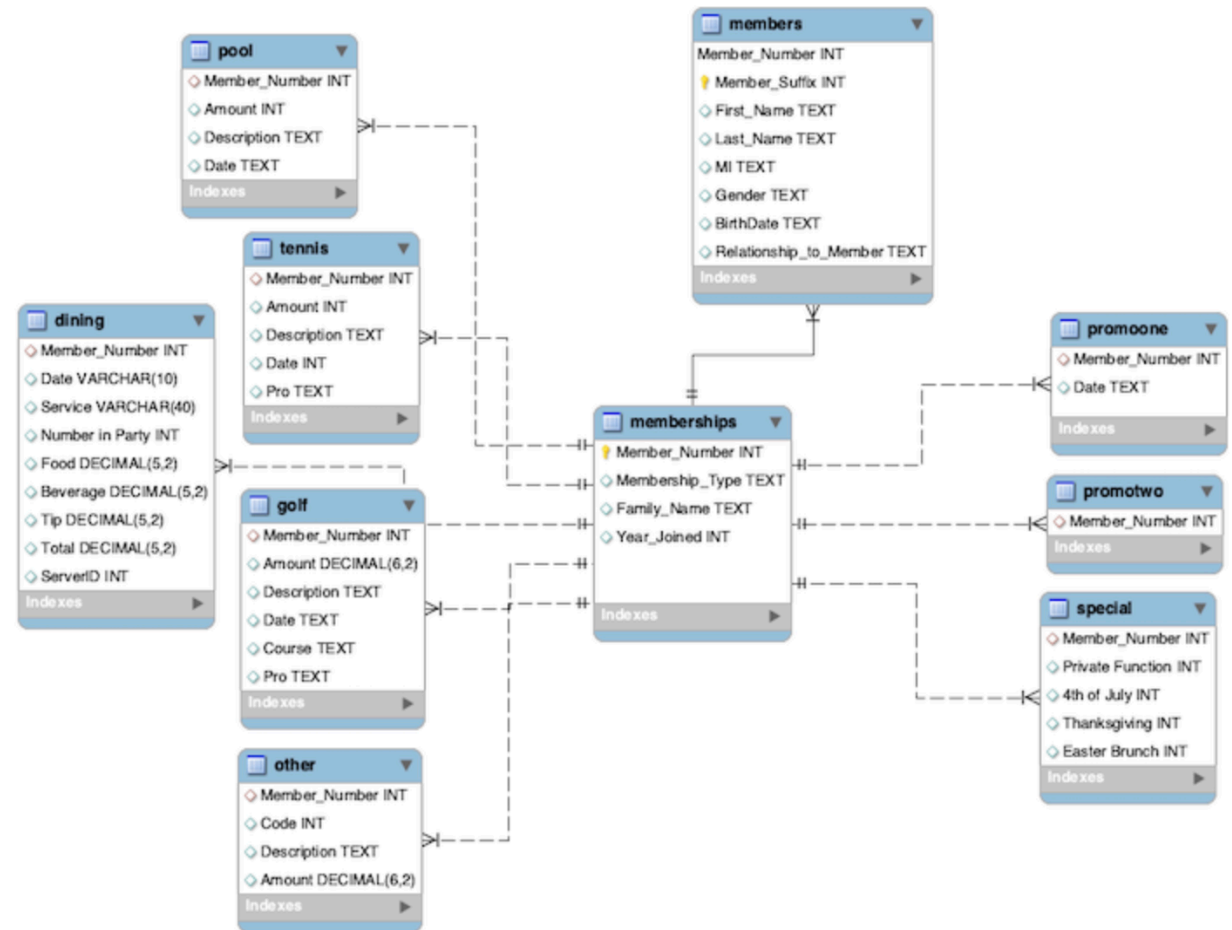 pool
Member_Number INT
Amount INT
Description TEXT
Date TEXT
Indexes
members
Member_Number INT
Member_Suffix INT
First_Name TEXT
Last_Name TEXT
MI TEXT
Gender TEXT
BirthDate TEXT
Relationship_to_Member TEXT
Indexes
tennis
Member_Number INT
Amount INT
Description TEXT
Date INT
Pro TEXT
Indexes
dining
Member_Number INT
Date VARCHAR(10)
Service VARCHAR(40)
Number in Party INT
Food DECIMAL(5,2)
Beverage DECIMAL(5,2)
Tip DECIMAL(5,2)
Total DECIMAL(5,2)
ServerID INT
Indexes
promoone
Member_Number INT
Date TEXT
Indexes
memberships
Member_Number INT
Membership_Type TEXT
Family_Name TEXT
Year_Joined INT
Indexes
promotwo
Member_Number INT
Indexes
golf
Member_Number INT
Amount DECIMAL(6,2)
Description TEXT
Date TEXT
Course TEXT
Pro TEXT
Indexes
special
Member_Number INT
Private Function INT
4th of July INT
Thanksgiving INT
Easter Brunch INT
Indexes
other
Member_Number INT
Code INT
Description TEXT
Amount DECIMAL(6,2)
Indexes